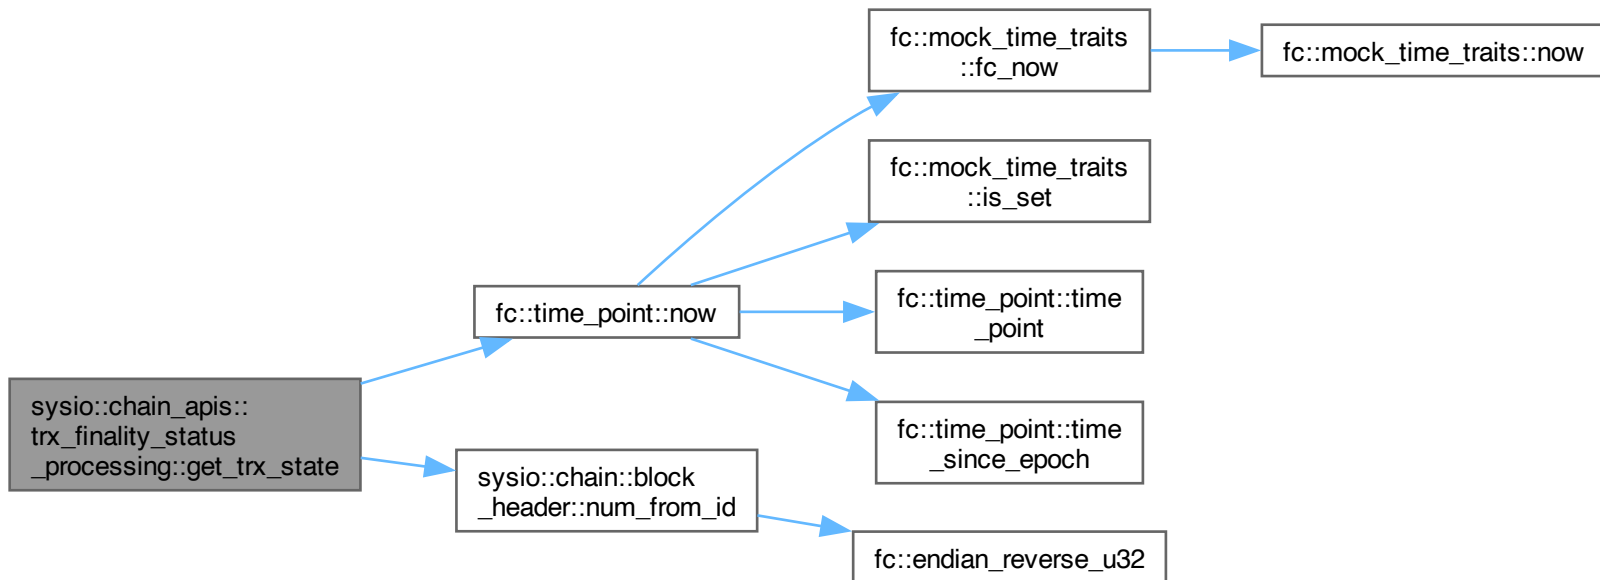 fc::mock_time_traits
::fc_now
fc::mock_time_traits::now
fc::mock_time_traits
::is_set
fc::time_point::now
fc::time_point::time
_point
sysio::chain_apis::
trx_finality_status
_processing::get_trx_state
fc::time_point::time
_since_epoch
sysio::chain::block
_header::num_from_id
fc::endian_reverse_u32